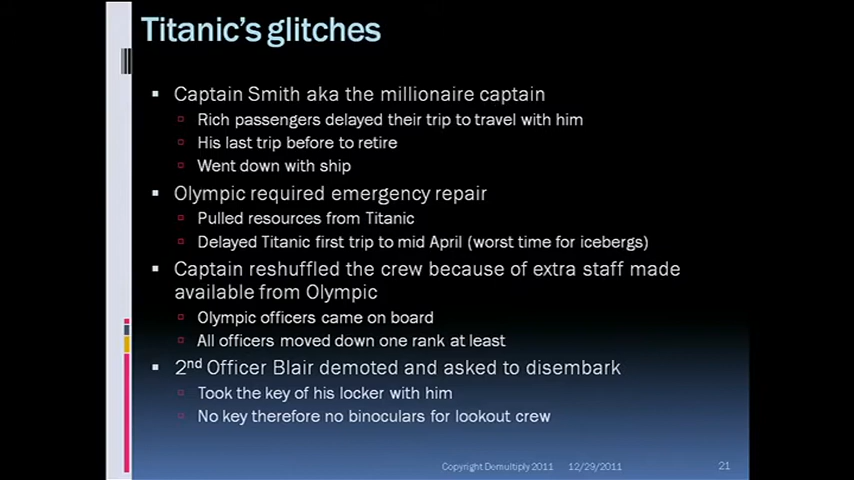 Titanic's glitches
Captain Smith aka the millionaire captain
Rich passengers delayed their trip to travel with him
His last trip before to retire
Went down with ship
Olympic required emergency repair
Pulled resources from Titanic
Delayed Titanic first trip to mid April (worst time for icebergs)
Captain reshuffled the crew because of extra staff made
available from Olympic
Olympic officers came on board
All officers moved down one rank at least
2nd Officer Blair demoted and asked to disembark
Took the key of his locker with him
No key therefore no binoculars for lookout crew
Copyright Demultiply 2011 12/29/2011 21